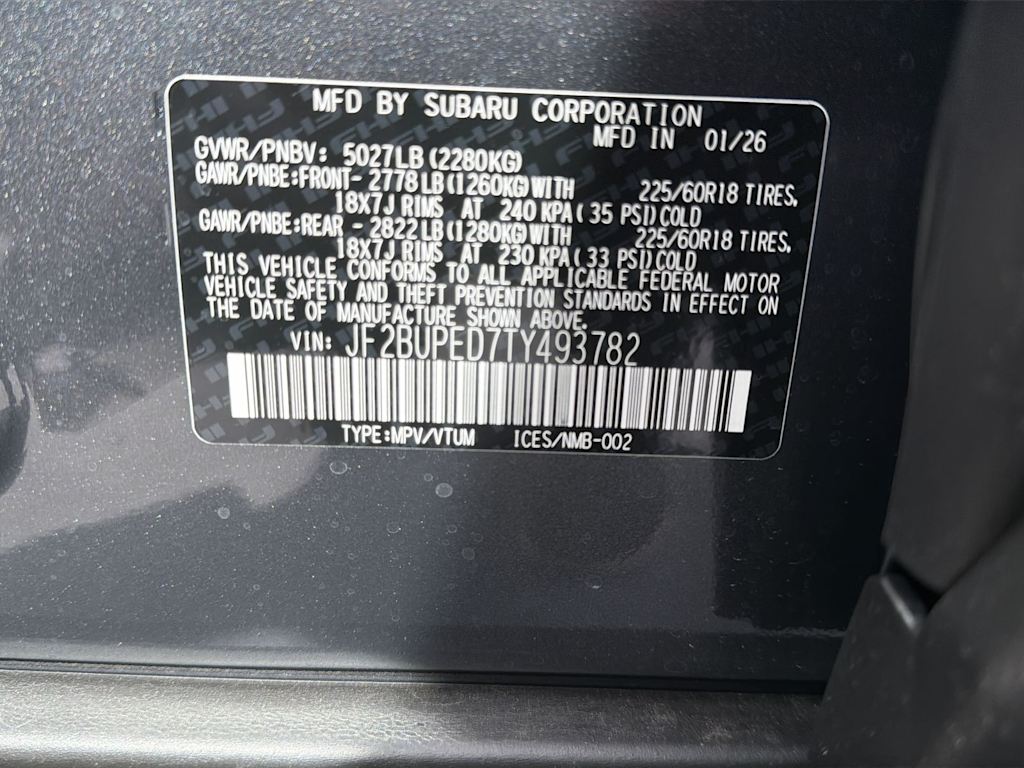 MFD BY SUBARU CORPORATION
MFD IN 01/26
GVWR/PNBV: 5027LB(2280KG)
GAWR/PNBE:FRONT- 2778LB(1260KG)WITH 225/60R18 TIRES,
18X7J RIMS AT 240 KPA(35 PSI)COLD
GAWR/PNBE:REAR - 2822LB(1280KG)WITH 225/60R18 TIRES,
18X7J RIMS AT 230 KPA(33 PSI)COLD
THIS VEHICLE CONFORMS TO ALL APPLICABLE FEDERAL MOTOR
VEHICLE SAFETY AND THEFT PREVENTION STANDARDS IN EFFECT ON
THE DATE OF MANUFACTURE SHOWN ABOVE.
VIN: JF2BUPED7TY493782
TYPE:MPV/VTUM ICES/NMB-002